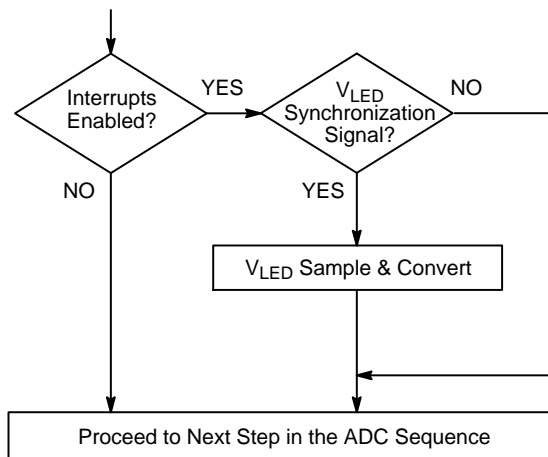 Interrupts
Enabled?
YES
VLED
Synchronization
Signal?
NO
NO
YES
VLED Sample & Convert
Proceed to Next Step in the ADC Sequence